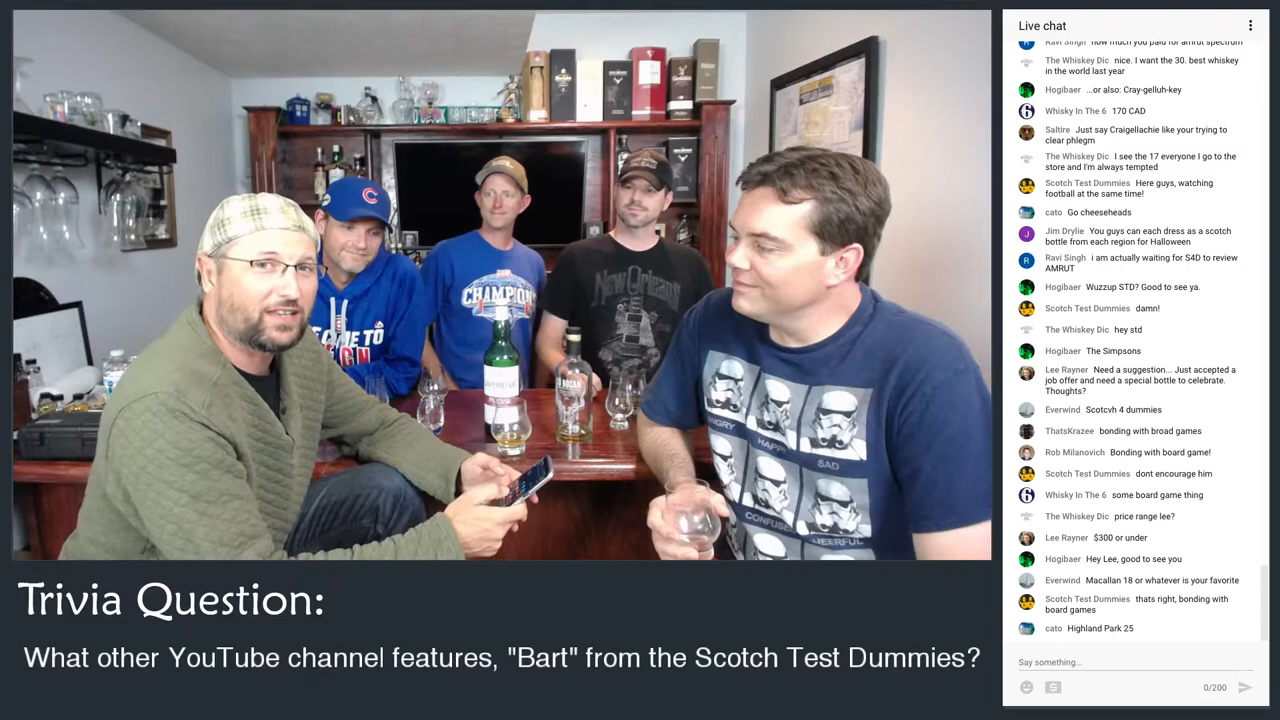 C
CHAMPION
NEW ORLEANS
ANGRY
HAPPY
SAD
CONFUSE
HEERFUL
Trivia Question:
What other YouTube channel features, "Bart" from the Scotch Test Dummies?
Live chat
Ravi Singh how much you paid for amrut spectrum
The Whiskey Dic nice. I want the 30. best whiskey
in the world last year
Hogibaer ...or also: Cray-gelluh-key
6 Whisky In The 6 170 CAD
Saltire Just say Craigellachie like your trying to
clear phlegm
The Whiskey Dic I see the 17 everyone I go to the
store and I'm always tempted
Scotch Test Dummies Here guys, watching
football at the same time!
cato Go cheeseheads
J Jim Drylie You guys can each dress as a scotch
bottle from each region for Halloween
R Ravi Singh i am actually waiting for S4D to review
AMRUT
Hogibaer Wuzzup STD? Good to see ya.
Scotch Test Dummies damn!
The Whiskey Dic hey std
Hogibaer The Simpsons
Lee Rayner Need a suggestion... Just accepted a
job offer and need a special bottle to celebrate.
Thoughts?
Everwind Scotcvh 4 dummies
ThatsKrazee bonding with broad games
Rob Milanovich Bonding with board game!
Scotch Test Dummies dont encourage him
6 Whisky In The 6 some board game thing
The Whiskey Dic price range lee?
Lee Rayner $300 or under
Hogibaer Hey Lee, good to see you
Everwind Macallan 18 or whatever is your favorite
Scotch Test Dummies thats right, bonding with
board games
cato Highland Park 25
Say something...
0/200